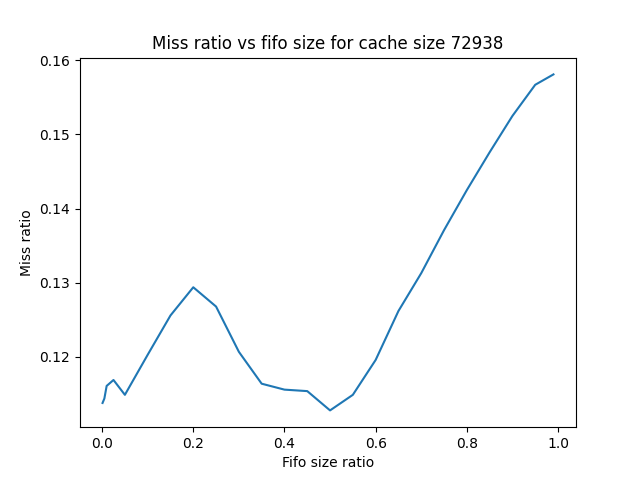 Miss ratio vs fifo size for cache size 72938
0.16
0.15
0.14
0.13
0.12
Miss ratio
0.0 0.2 0.4 0.6 0.8 1.0
Fifo size ratio